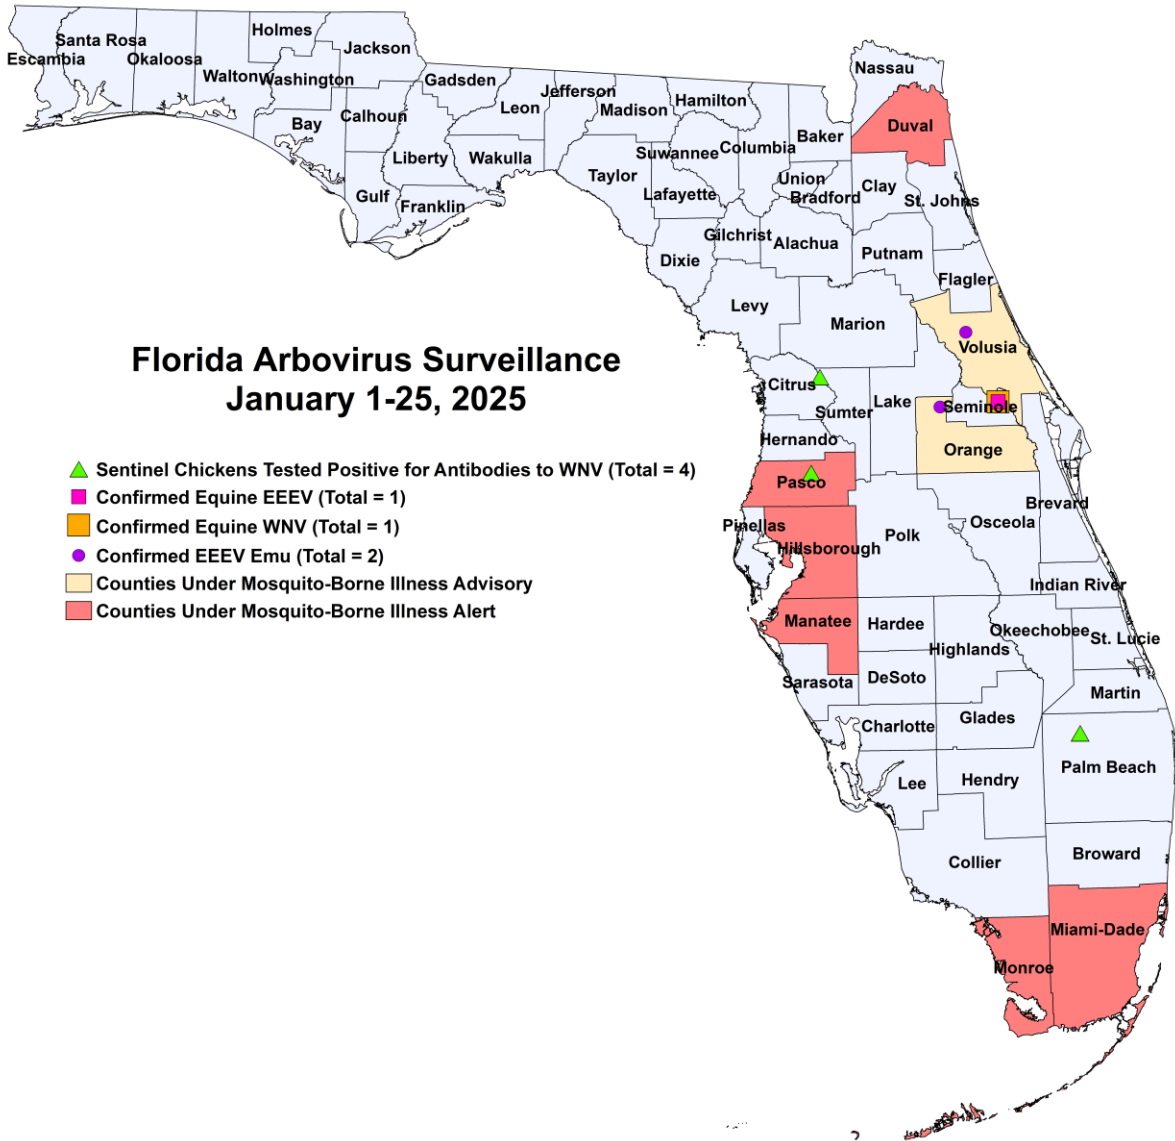 Holmes
Santa Rosa
Jackson
Escambia
Okaloosa
Walton
Washington
Nassau
Gadsden
Jefferson
Hamilton
Leon
Madison
Calhoun
Bay
Duval
Baker
Columbia
Suwannee
Liberty
Wakulla
Taylor
Union
Clay
Lafayette
Bradford
Gulf
Franklin
St. Johns
Gilchrist
Alachua
Putnam
Dixie
Flagler
Levy
Marion
Volusia
Florida Arbovirus Surveillance
January 1-25, 2025
Citrus
Lake
Seminole
Sumter
Hernando
Orange
Sentinel Chickens Tested Positive for Antibodies to WNV (Total = 4)
Confirmed Equine EEEV (Total = 1)
Confirmed Equine WNV (Total = 1)
Confirmed EEEV Emu (Total = 2)
Counties Under Mosquito-Borne Illness Advisory
Counties Under Mosquito-Borne Illness Alert
Pasco
Brevard
Pinellas
Osceola
Polk
Hillsborough
Indian River
Manatee
Hardee
Okeechobee
St. Lucie
Highlands
DeSoto
Sarasota
Martin
Glades
Charlotte
Palm Beach
Hendry
Lee
Broward
Collier
Miami-Dade
Monroe